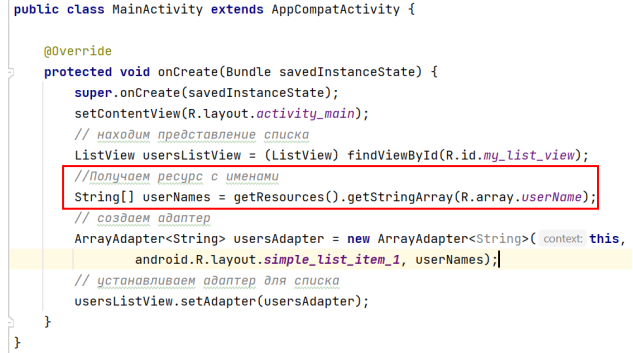 public class MainActivity extends AppCompatActivity {
@Override
protected void onCreate(Bundle savedInstanceState) {
super.onCreate(savedInstanceState);
setContentView(R.layout.activity_main);
// находим представление списка
ListView usersListView = (ListView) findViewById(R.id.my_list_view);
//Получаем ресурс с именами
String[] userNames = getResources().getStringArray(R.array.userName);
// создаем адаптер
ArrayAdapter<String> usersAdapter = new ArrayAdapter<String>( context: this,
android.R.layout.simple_list_item_1, userNames);
// устанавливаем адаптер для списка
usersListView.setAdapter(usersAdapter);
}
}